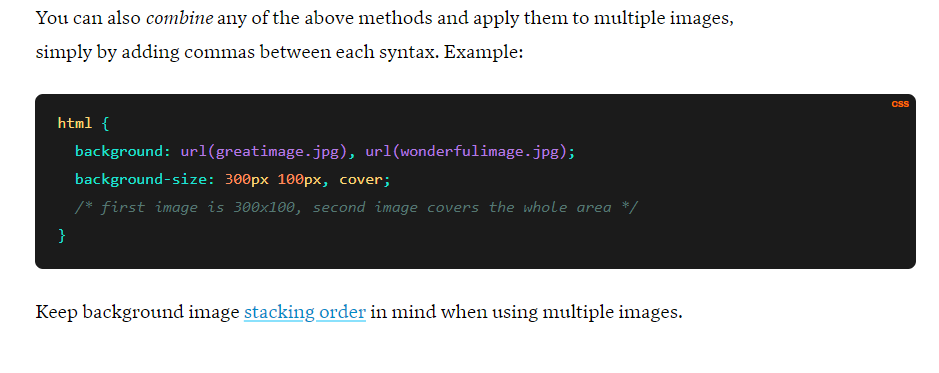 You can also combine any of the above methods and apply them to multiple images,
simply by adding commas between each syntax. Example:
CSS
html {
background: url(greatimage.jpg), url(wonderfulimage.jpg);
background-size: 300px 100px, cover;
/* first image is 300x100, second image covers the whole area */
}
Keep background image stacking order in mind when using multiple images.